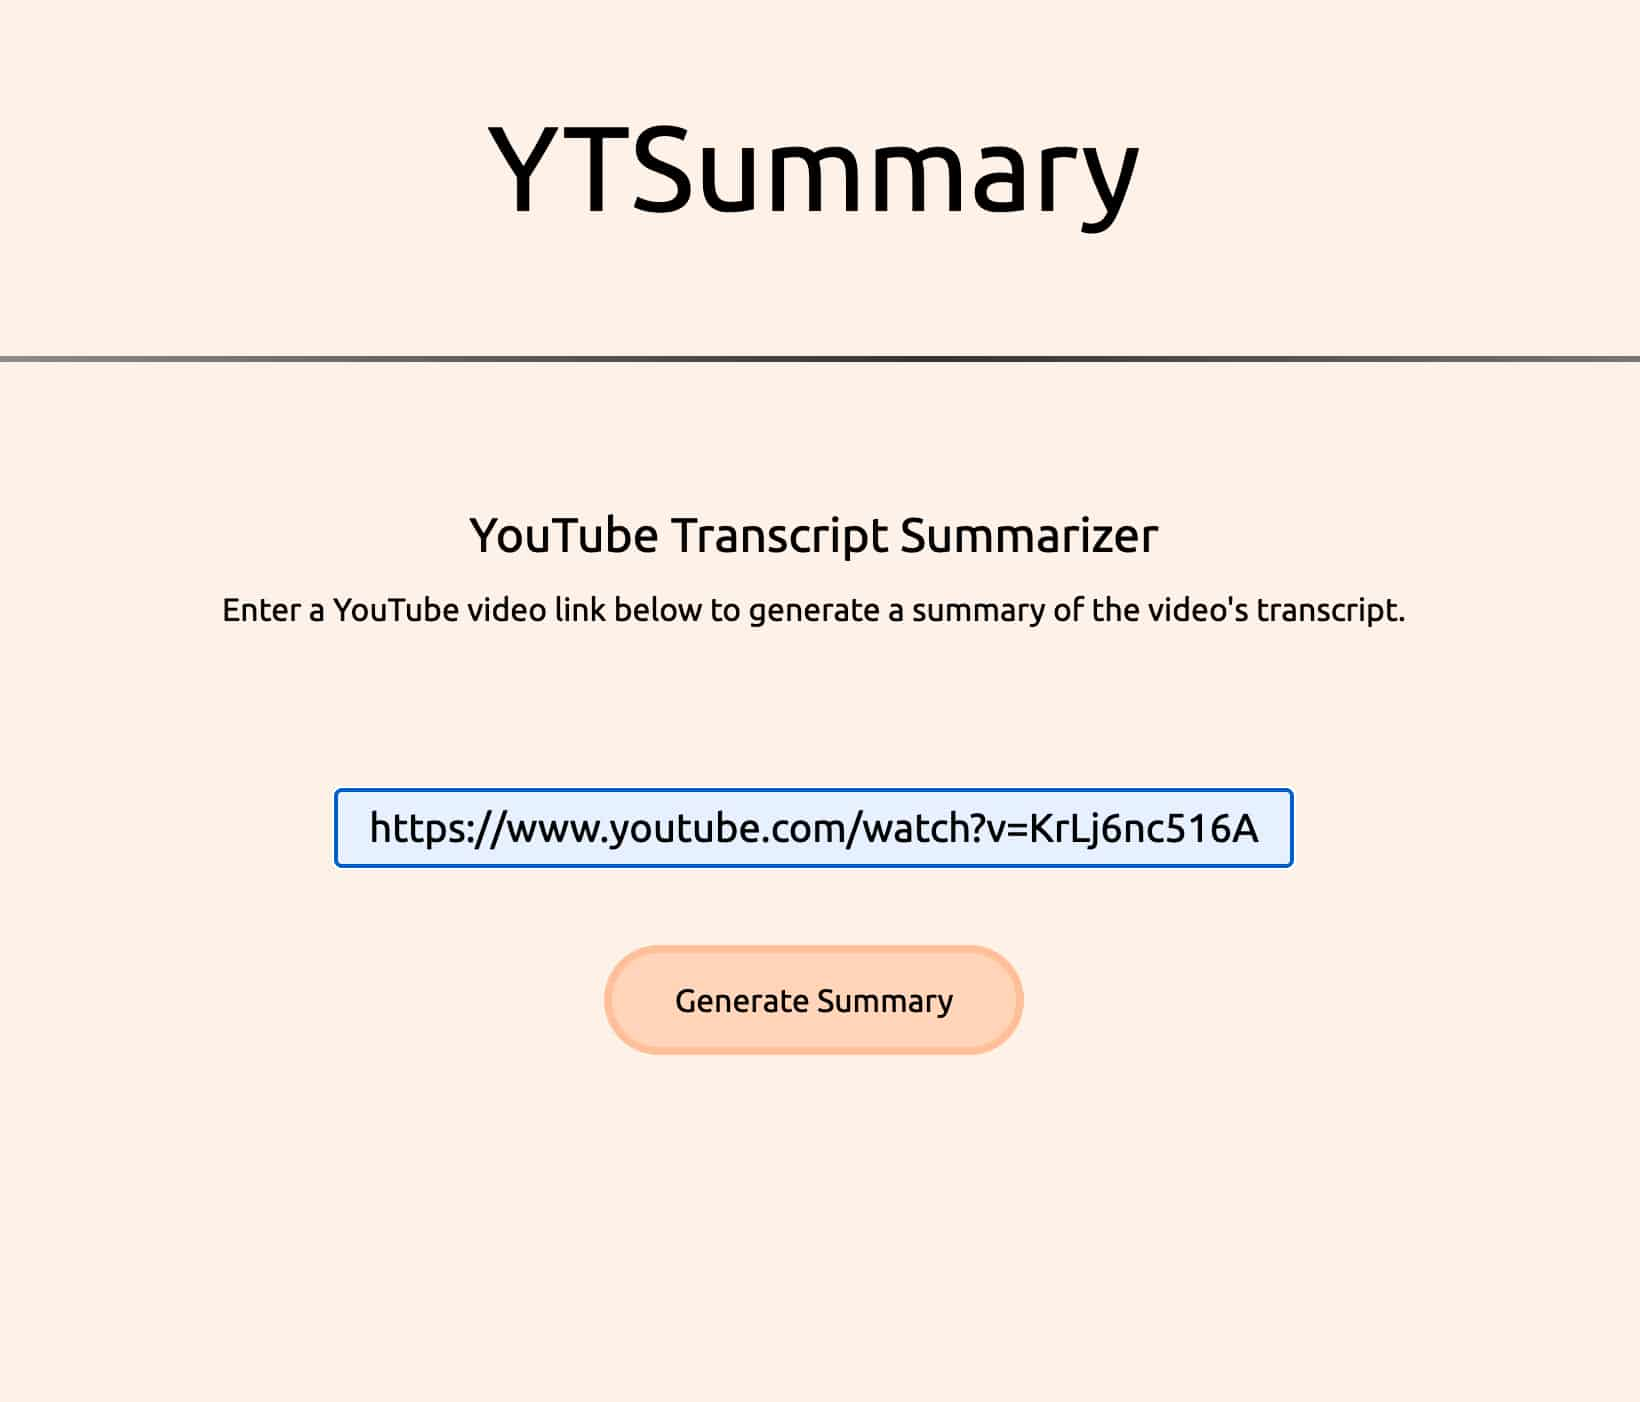 YTSummary
YouTube Transcript Summarizer
Enter a YouTube video link below to generate a summary of the video's transcript.
https://www.youtube.com/watch?v=KrLj6nc516A
Generate Summary